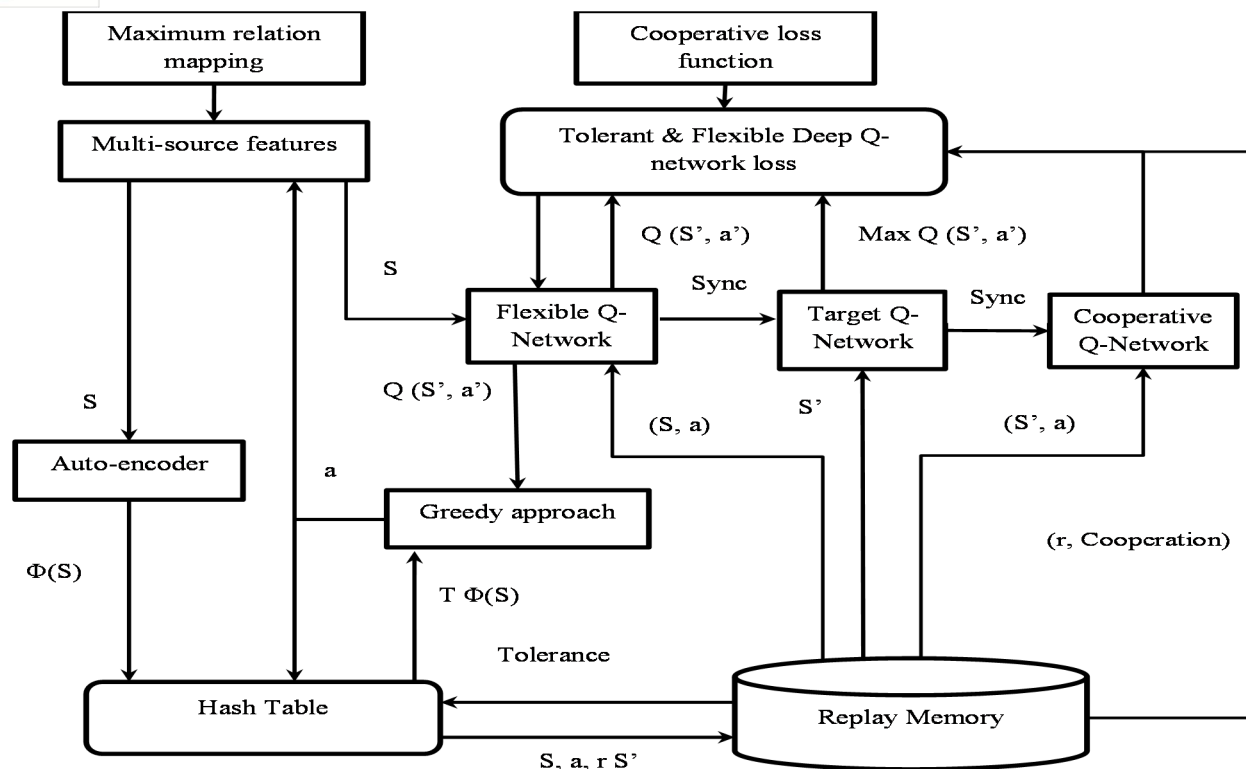 Maximum relation
mapping
Cooperative loss
function
Multi-source features
Tolerant & Flexible Deep Q-
network loss
Q (S’, a’)
Max Q (S’, a’)
S
Sync
Sync
Flexible Q-
Network
Target Q-
Network
Cooperative
Q-Network
Q (S’, a’)
S
(S, a)
S’
(S’, a)
Auto-encoder
a
Greedy approach
(r, Cooperation)
Φ(S)
T Φ(S)
Tolerance
Hash Table
Replay Memory
S, a, r S’